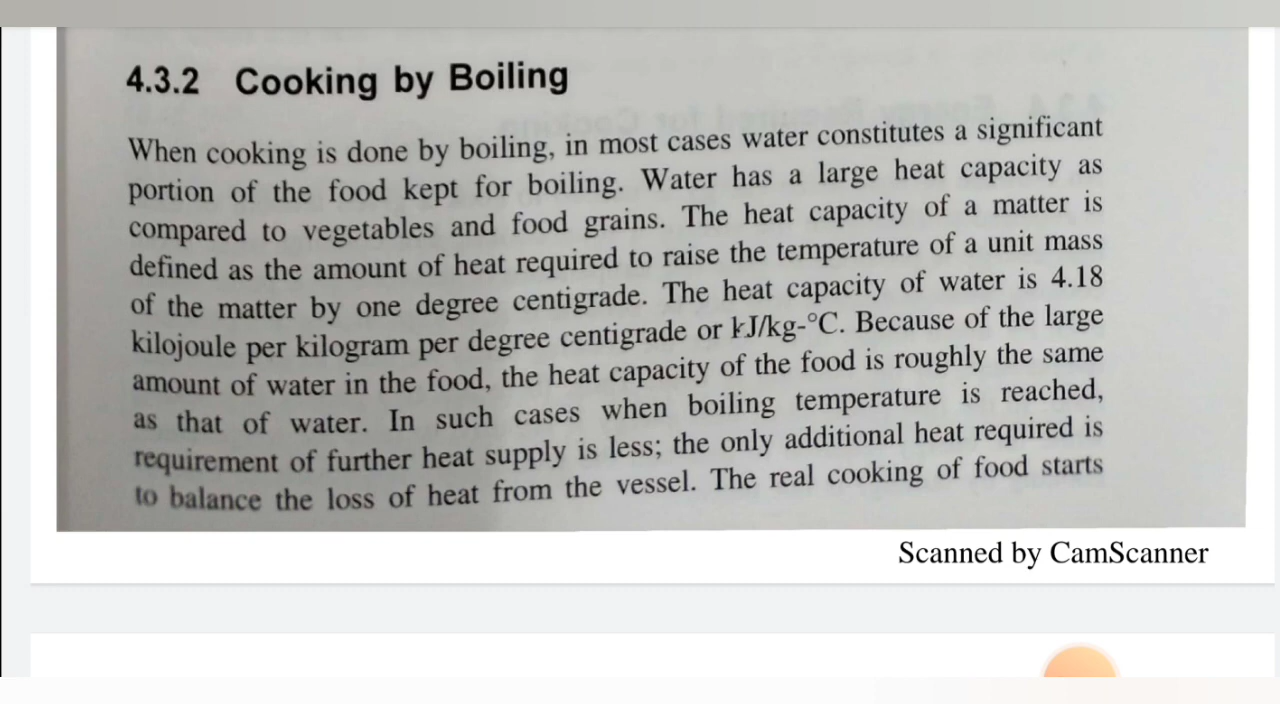 4.3.2 Cooking by Boiling
When cooking is done by boiling, in most cases water constitutes a significant
portion of the food kept for boiling. Water has a large heat capacity as
compared to vegetables and food grains. The heat capacity of a matter is
defined as the amount of heat required to raise the temperature of a unit mass
of the matter by one degree centigrade. The heat capacity of water is 4.18
kilojoule per kilogram per degree centigrade or kJ/kg-°C. Because of the large
amount of water in the food, the heat capacity of the food is roughly the same
as that of water. In such cases when boiling temperature is reached,
requirement of further heat supply is less; the only additional heat required is
to balance the loss of heat from the vessel. The real cooking of food starts
Scanned by CamScanner